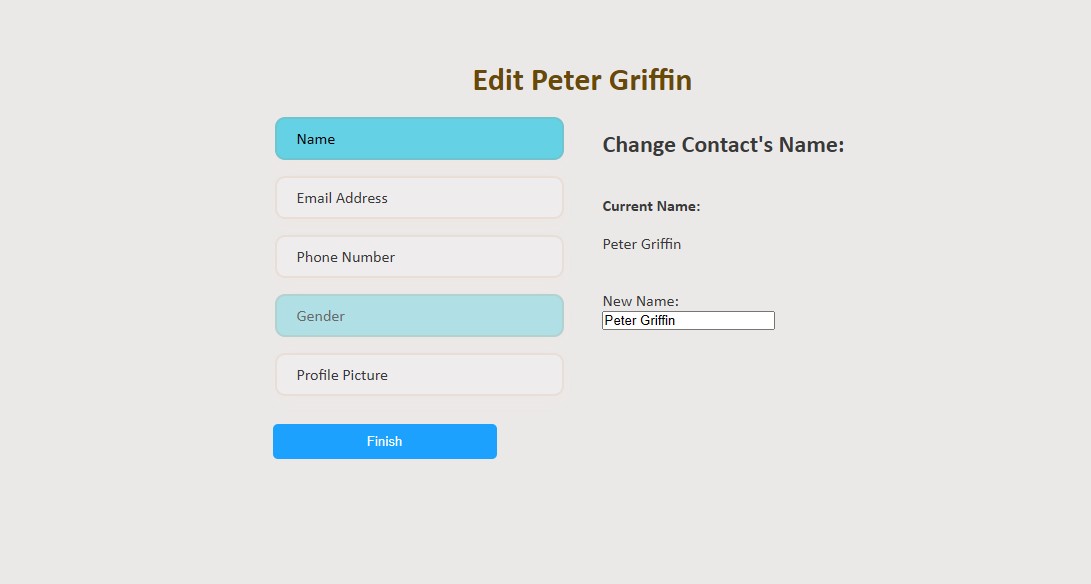 Edit Peter Griffin
Name
Email Address
Phone Number
Gender
Profile Picture
Finish
Change Contact's Name:
Current Name:
Peter Griffin
New Name:
Peter Griffin